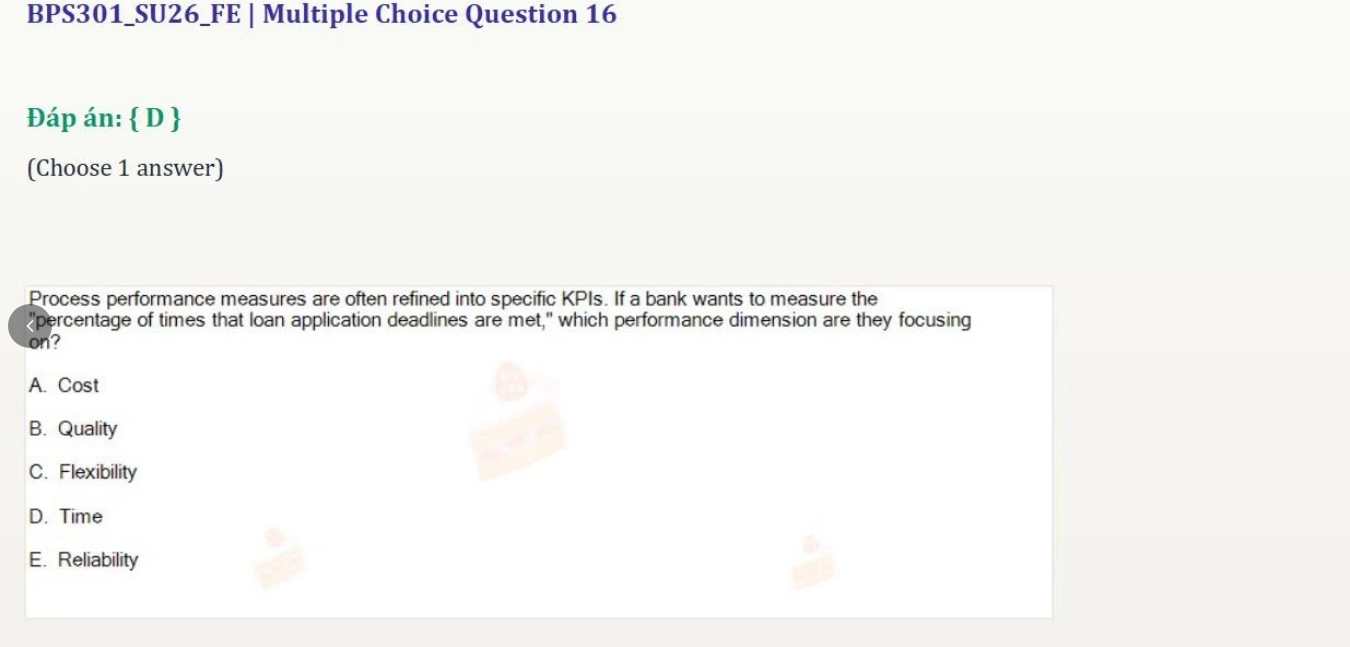 BPS301_SU26_FE | Multiple Choice Question 16
Đáp án: { D }
(Choose 1 answer)
Process performance measures are often refined into specific KPIs. If a bank wants to measure the
"percentage of times that loan application deadlines are met," which performance dimension are they focusing
on?
A. Cost
B. Quality
C. Flexibility
D. Time
E. Reliability